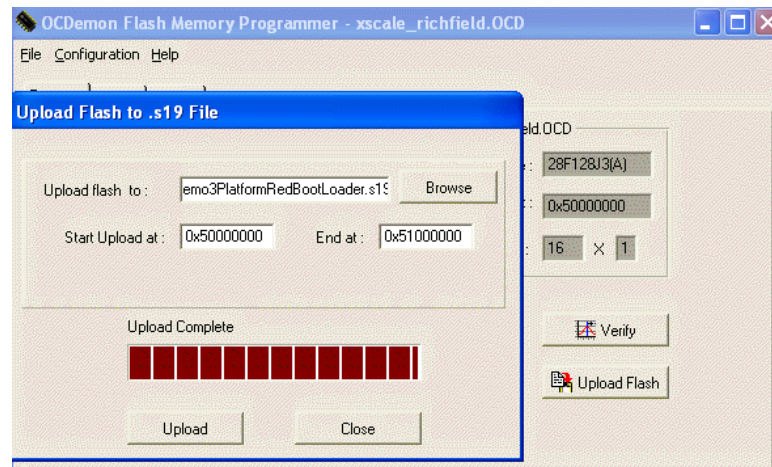 OCDemon Flash Memory Programmer - xscale_richfield.OCD
File Configuration Help
Upload Flash to .s19 File
eld.OCD
Upload flash to : emo3PlatformRedBootLoader.s19 Browse
28F128J3(A)
Start Upload at : 0x50000000 End at : 0x51000000
0x50000000
16 X 1
Upload Complete
Verify
Upload Flash
Upload Close